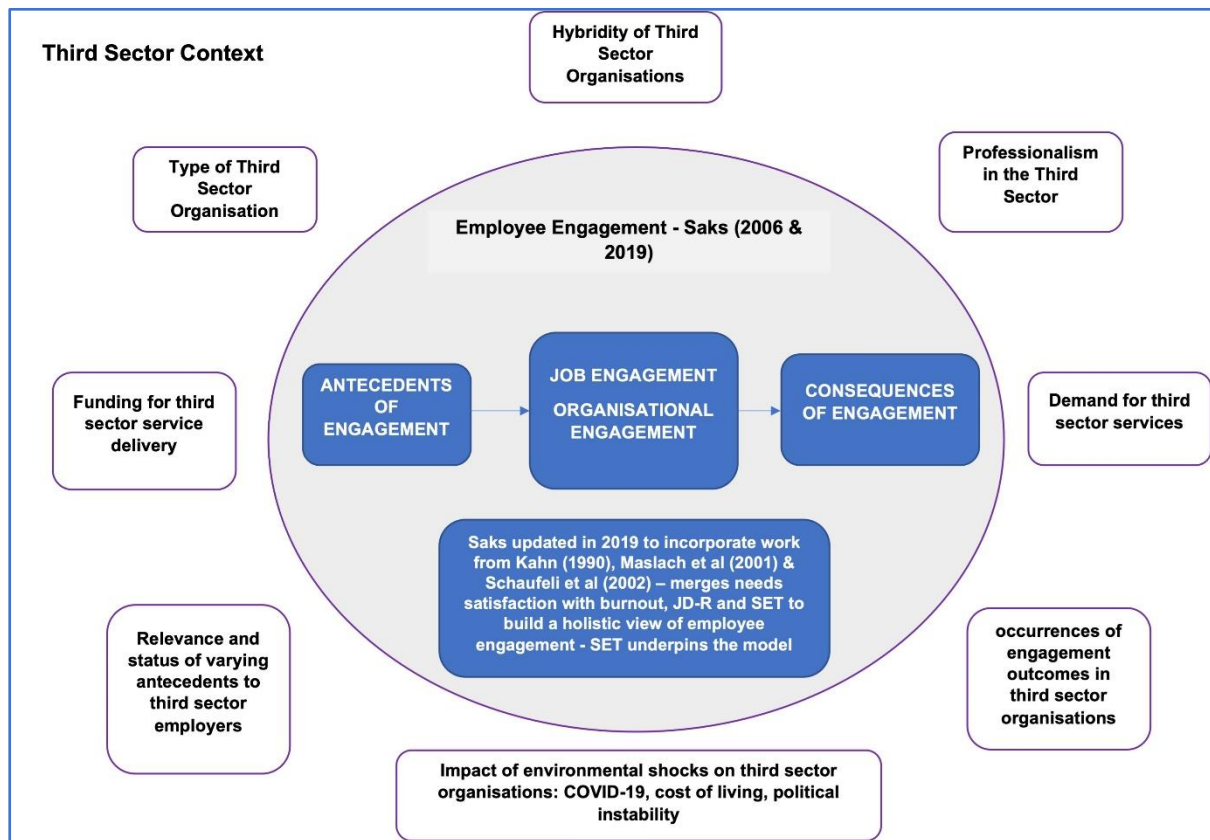 Third Sector Context
Hybridity of Third
Sector
Organisations
Type of Third
Sector
Organisation
Professionalism
in the Third
Sector
Employee Engagement - Saks (2006 &
2019)
Funding for third
sector service
delivery
ANTECEDENTS
OF
ENGAGEMENT
JOB ENGAGEMENT
ORGANISATIONAL
ENGAGEMENT
CONSEQUENCES
OF ENGAGEMENT
Demand for third
sector services
Saks updated in 2019 to incorporate work
from Kahn (1990), Maslach et al (2001) &
Schaufeli et al (2002) – merges needs
satisfaction with burnout, JD-R and SET to
build a holistic view of employee
engagement - SET underpins the model
Relevance and
status of varying
antecedents to
third sector
employers
occurrences of
engagement
outcomes in
third sector
organisations
Impact of environmental shocks on third sector
organisations: COVID-19, cost of living, political
instability